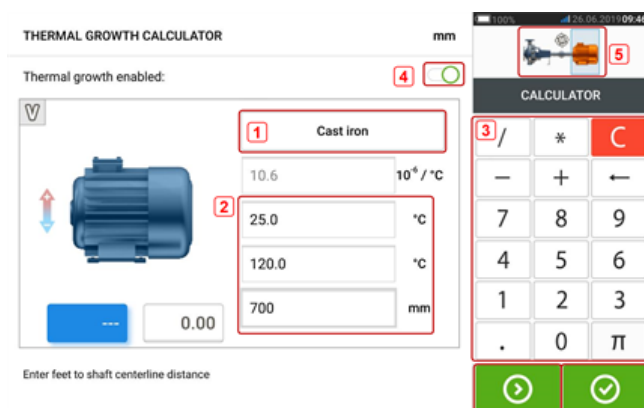 THERMAL GROWTH CALCULATOR mm
100% 26.06.2019 09:46
Thermal growth enabled: 4
5
V
CALCULATOR
1 Cast iron
3 / * C
10.6 10⁻⁶ / °C
− + ←
2
25.0 °C
7 8 9
120.0 °C
4 5 6
700 mm
1 2 3
--- 0.00
. 0 π
Enter feet to shaft centerline distance